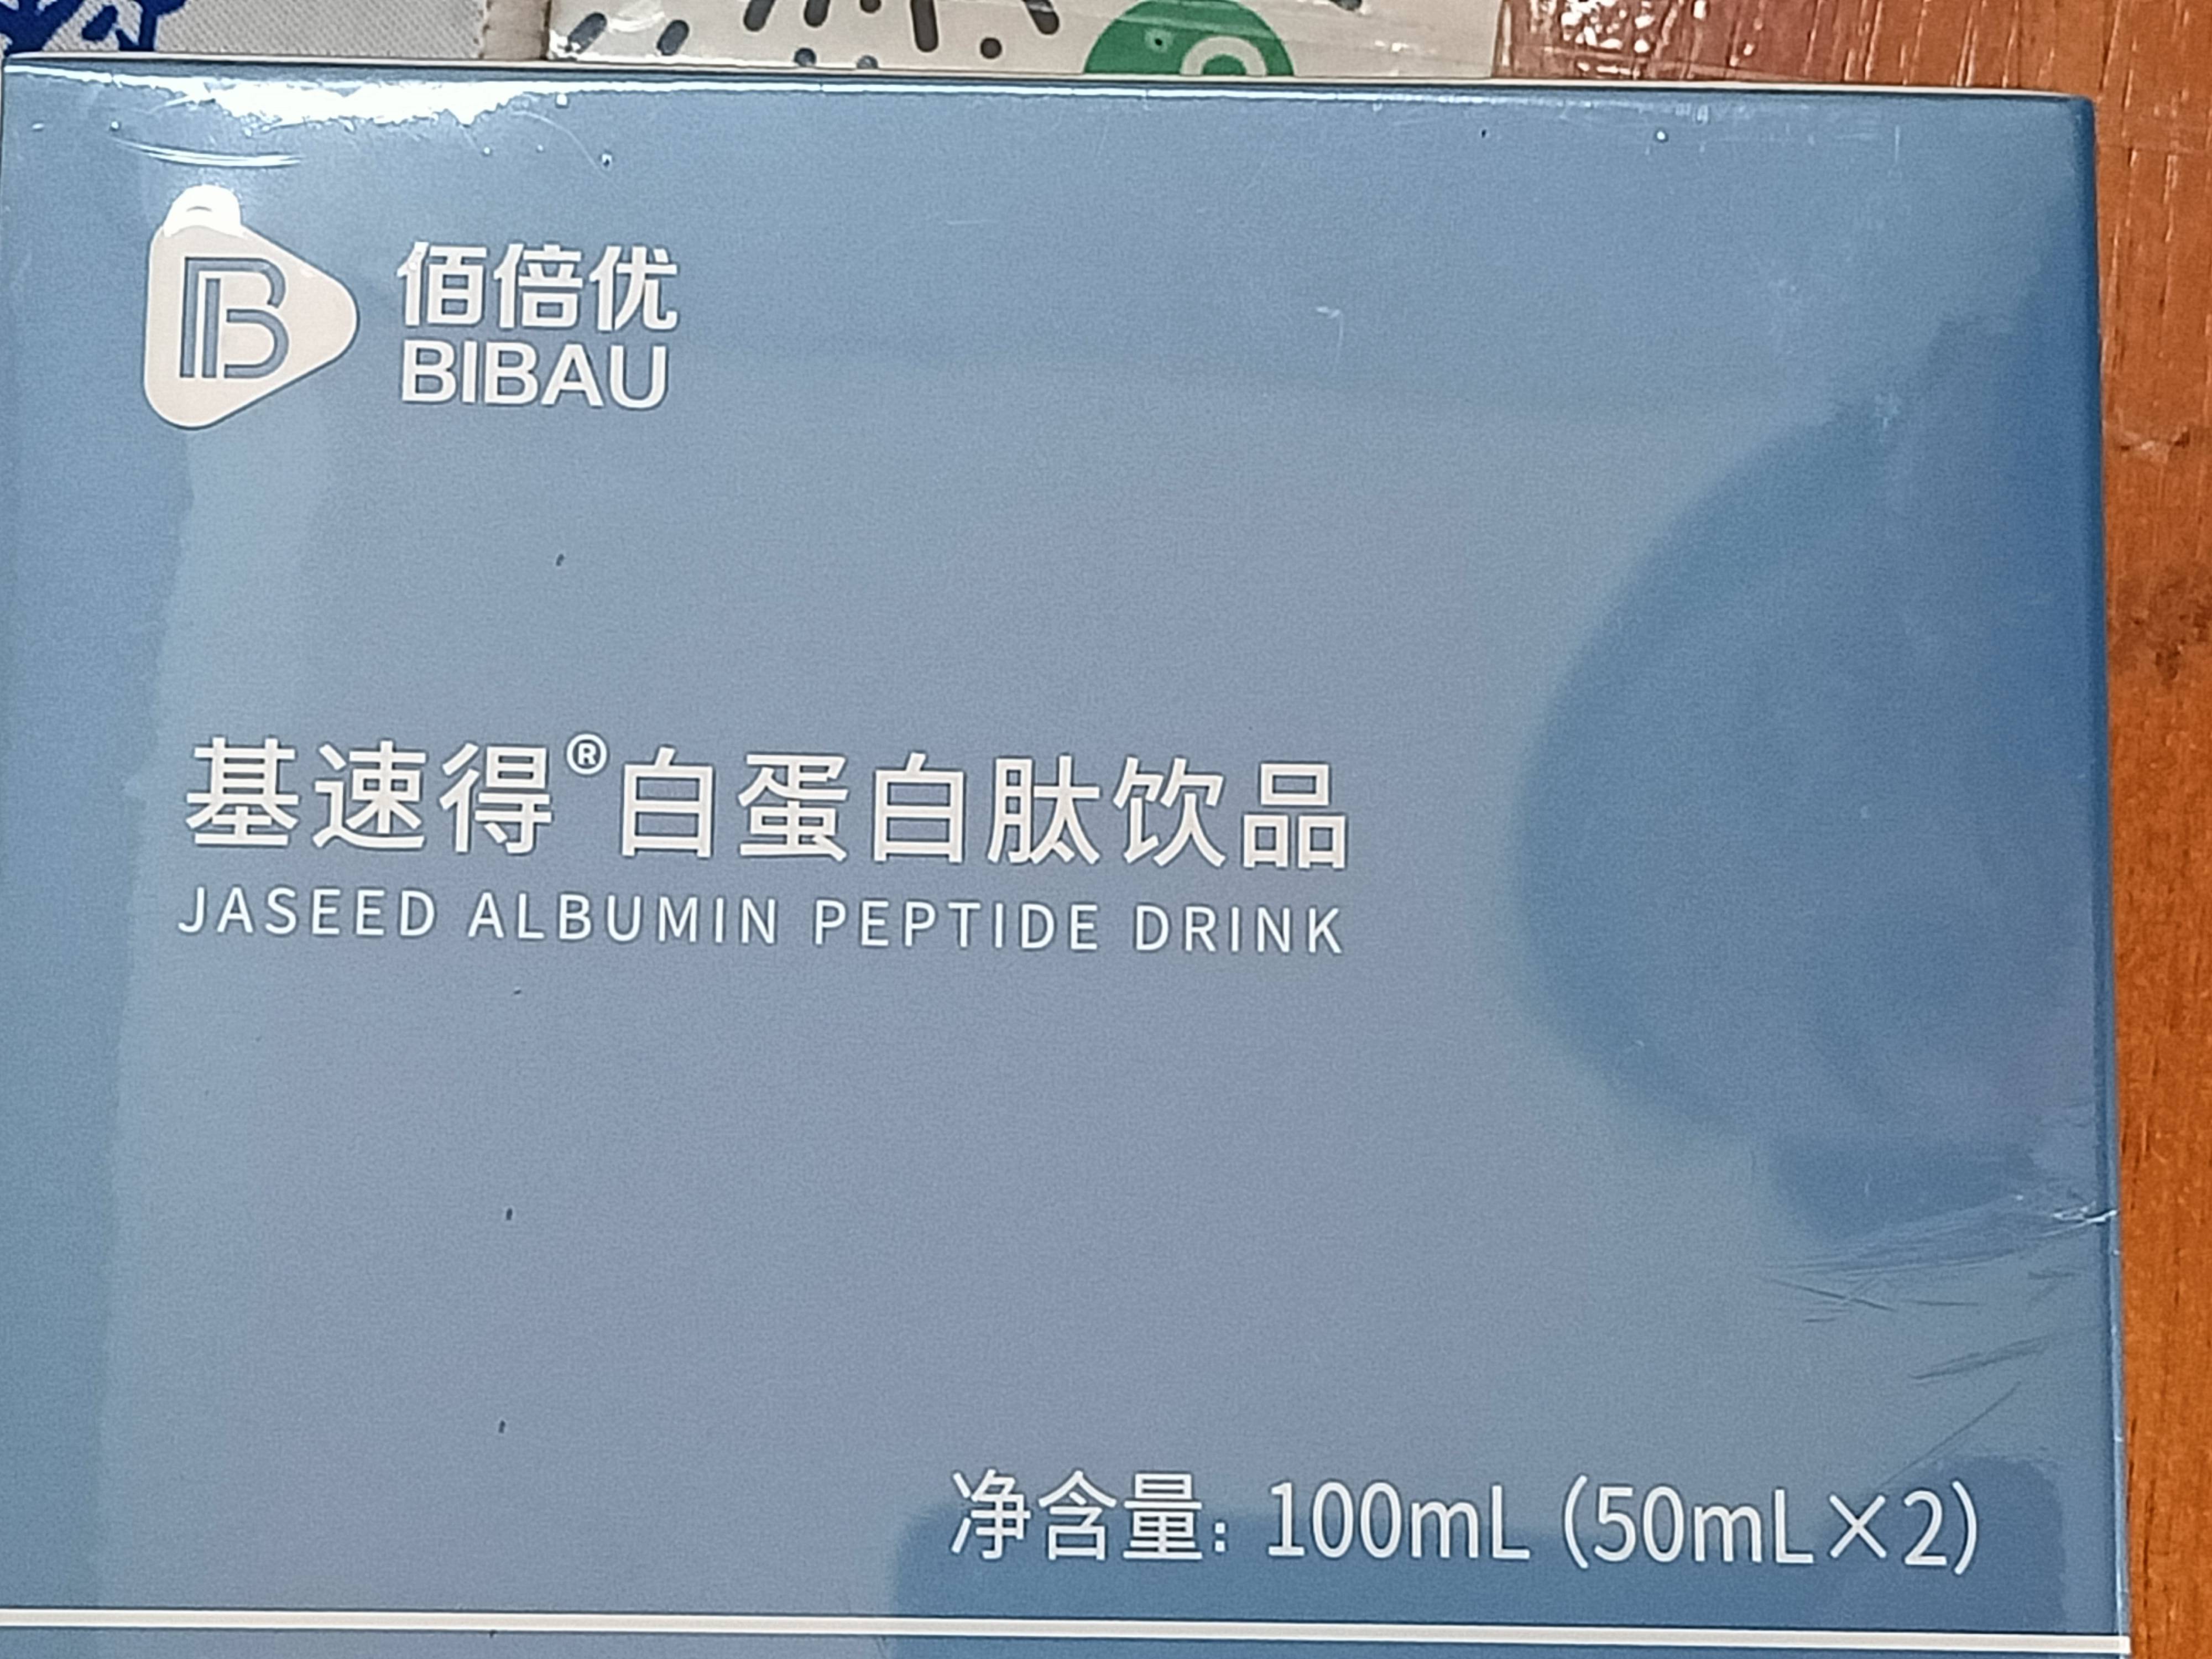 佰倍优
BIBAU
基速得®白蛋白肽饮品
JASEED ALBUMIN PEPTIDE DRINK
净含量: 100mL (50mL×2)